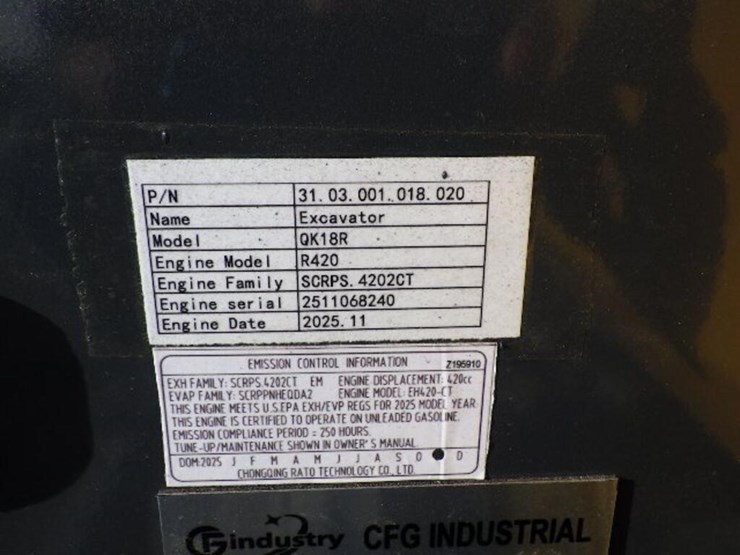 P/N 31.03.001.018.020
Name Excavator
Model QK18R
Engine Model R420
Engine Family SCRPS.4202CT
Engine serial 2511068240
Engine Date 2025.11
EMISSION CONTROL INFORMATION Z195910
EXH FAMILY: SCRPS.4202CT EM ENGINE DISPLACEMENT: 420cc
EVAP FAMILY: SCRPPNHEQDA2 ENGINE MODEL: EH420-CT
THIS ENGINE MEETS U.S.EPA EXH/EVP REGS FOR 2025 MODEL YEAR
THIS ENGINE IS CERTIFIED TO OPERATE ON UNLEADED GASOLINE.
EMISSION COMPLIANCE PERIOD = 250 HOURS.
TUNE-UP/MAINTENANCE SHOWN IN OWNER'S MANUAL
DOM:2025 J F M A M J J A S O D
CHONGQING RATO TECHNOLOGY CO., LTD.
industry CFG INDUSTRIAL